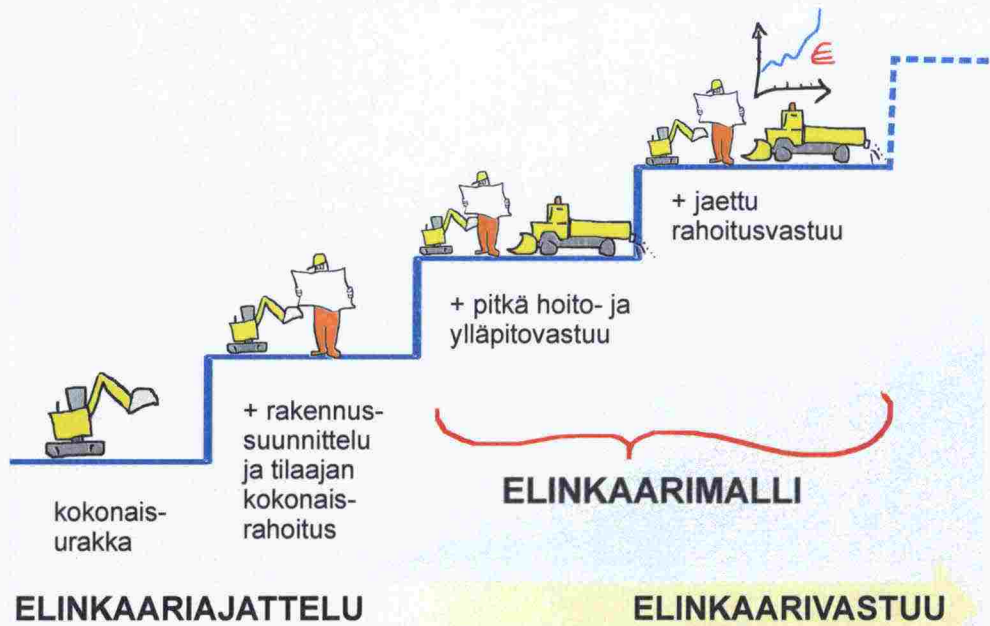 €
+ jaettu
rahoitusvastuu
+ pitkä hoito- ja
ylläpitovastuu
+ rakennus-
suunnittelu
ja tilaajan
kokonais-
rahoitus
kokonais-
urakka
ELINKAARIMALLI
ELINKAARIAJATTELU
ELINKAARIVASTUU